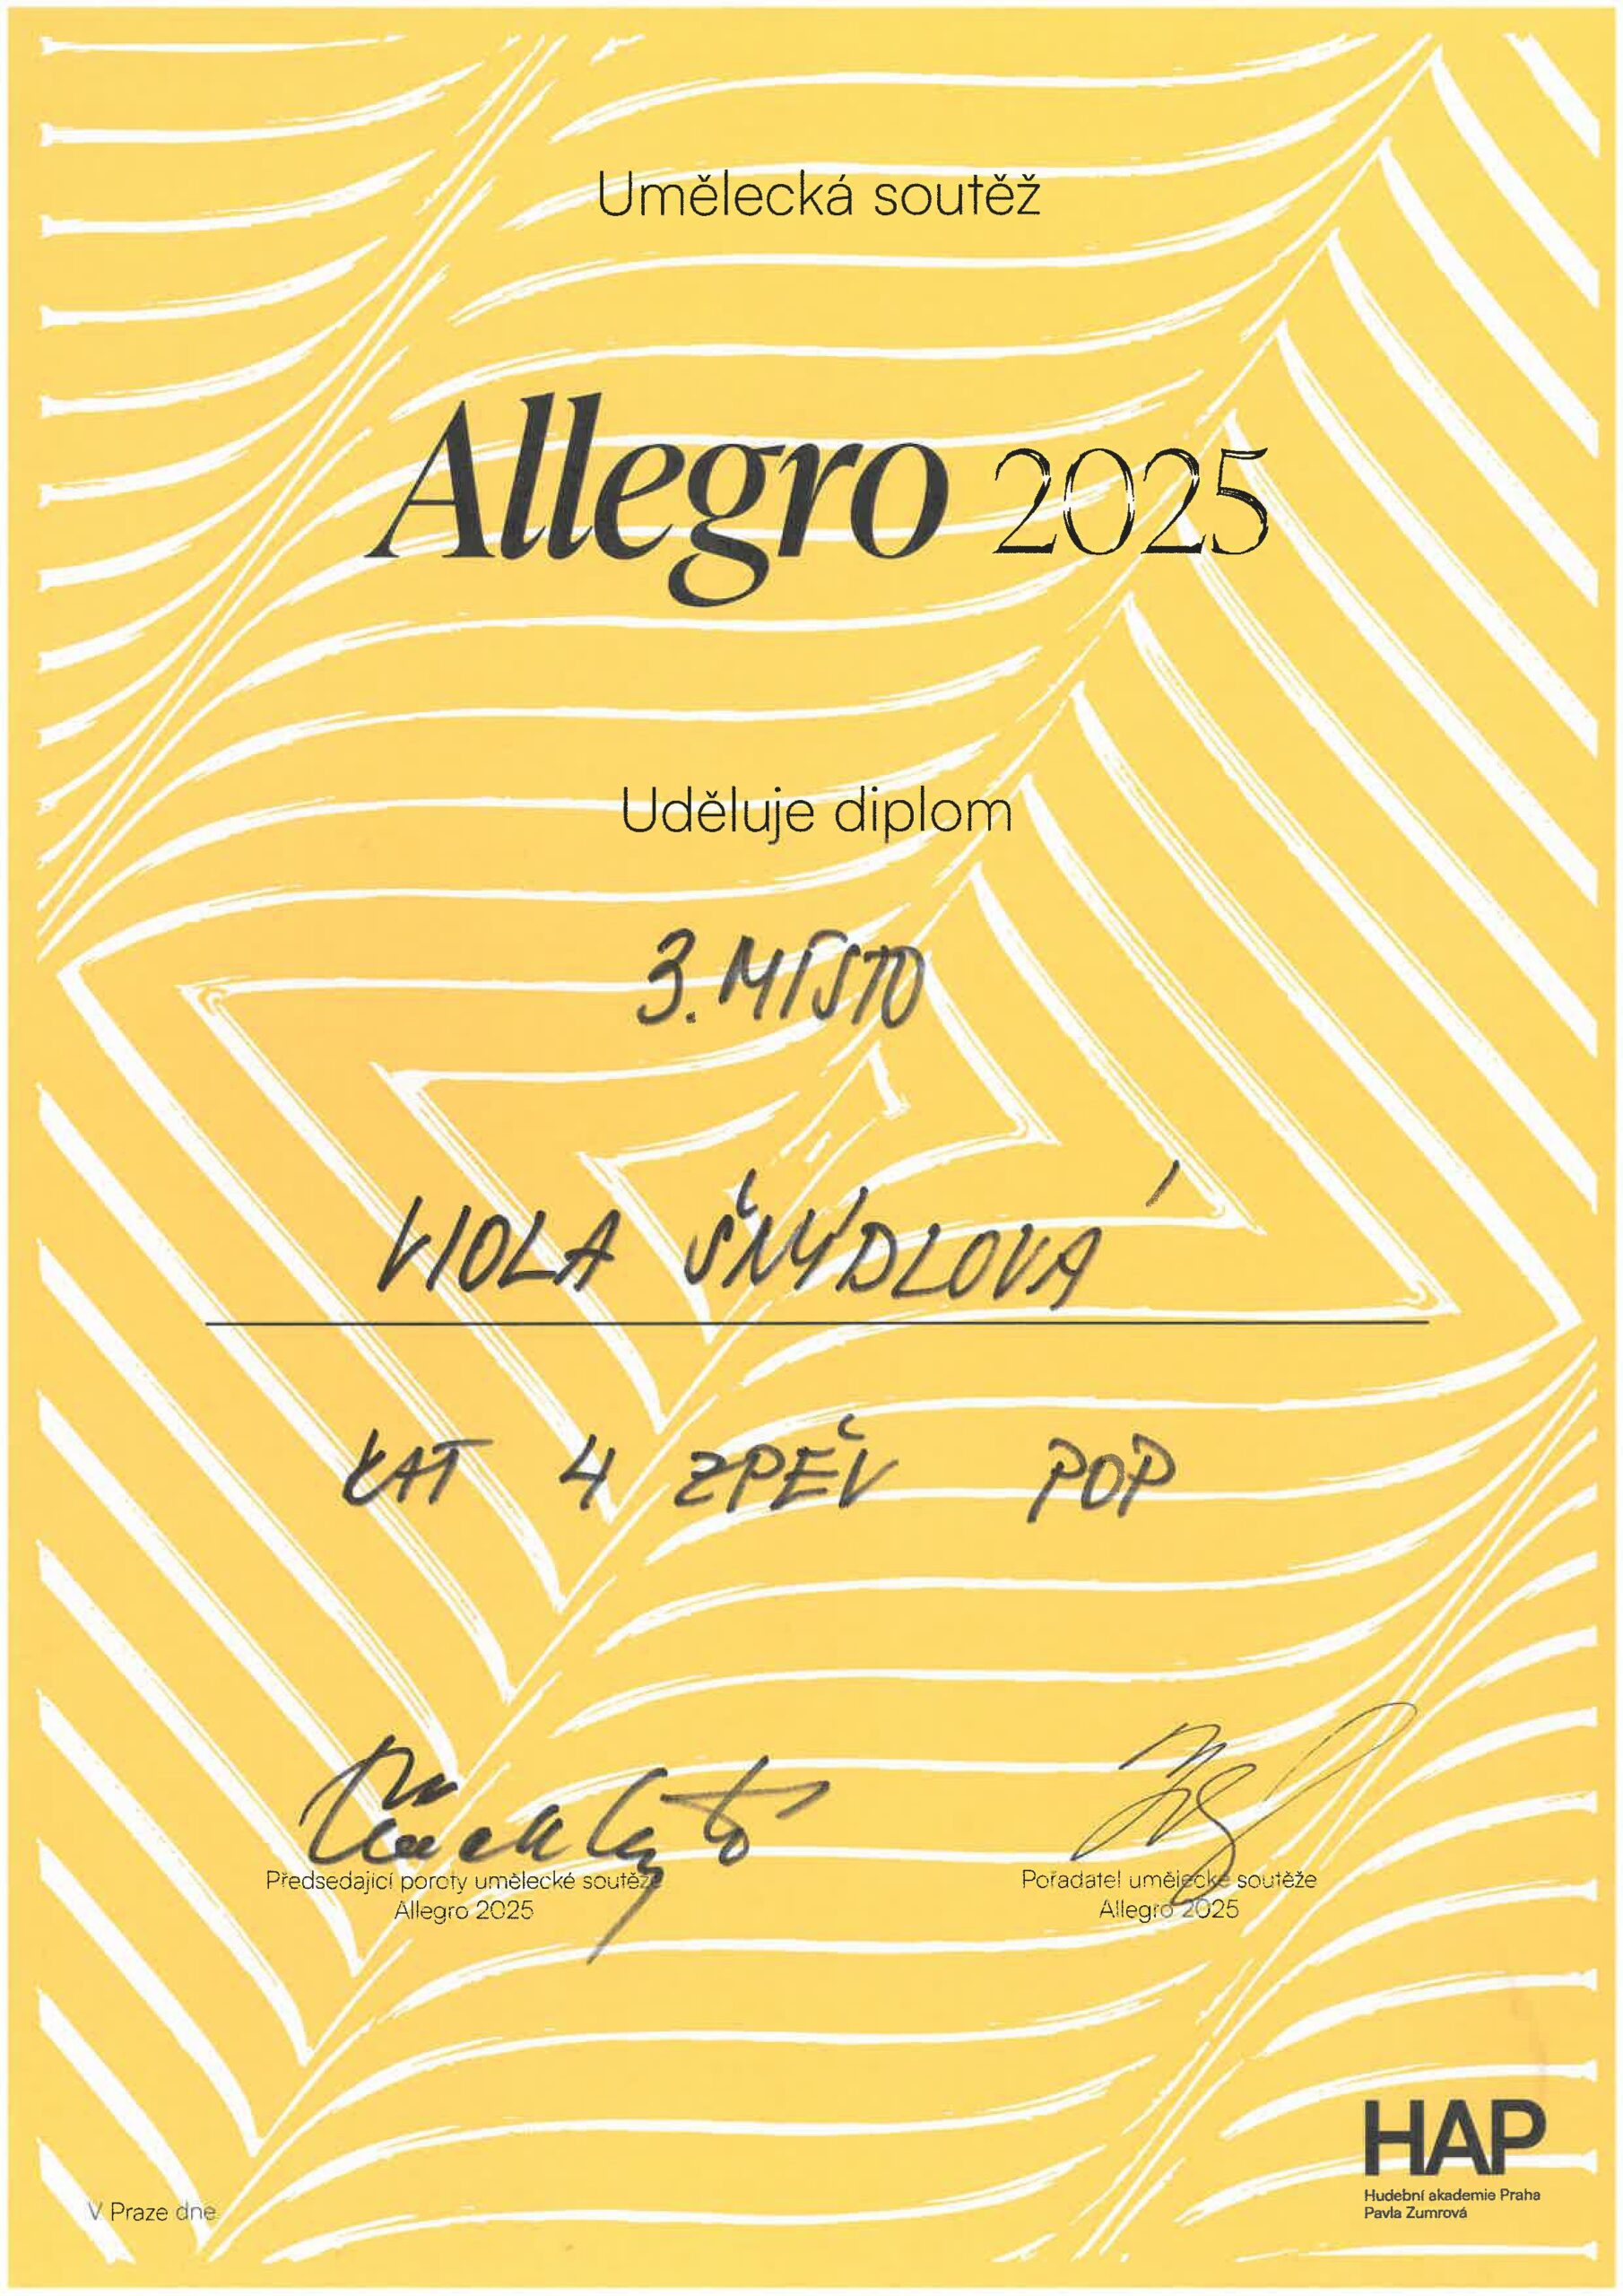 Umělecká soutěž
Allegro 2025
Uděluje diplom
3. MÍSTO
VIOLA ŠNÝDLOVÁ
KAT 4 ZPĚV POP
Předsedající poroty umělecké soutěže
Allegro 2025
Pořadatel umělecké soutěže
Allegro 2025
HAP
Hudební akademie Praha
Pavla Zumrová
V Praze dne